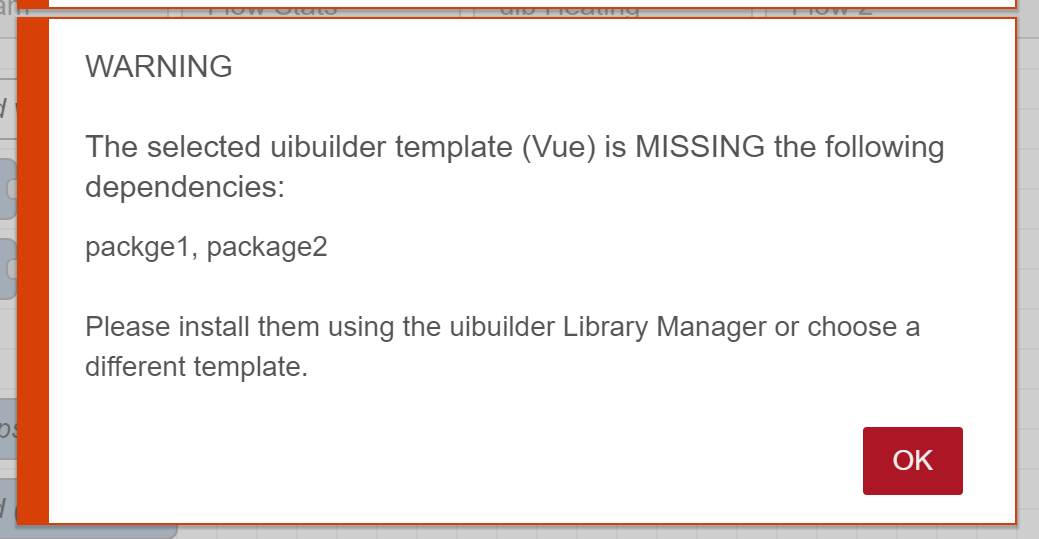 WARNING
The selected uibuilder template (Vue) is MISSING the following
dependencies:
packge1, package2
Please install them using the uibuilder Library Manager or choose a
different template.
OK